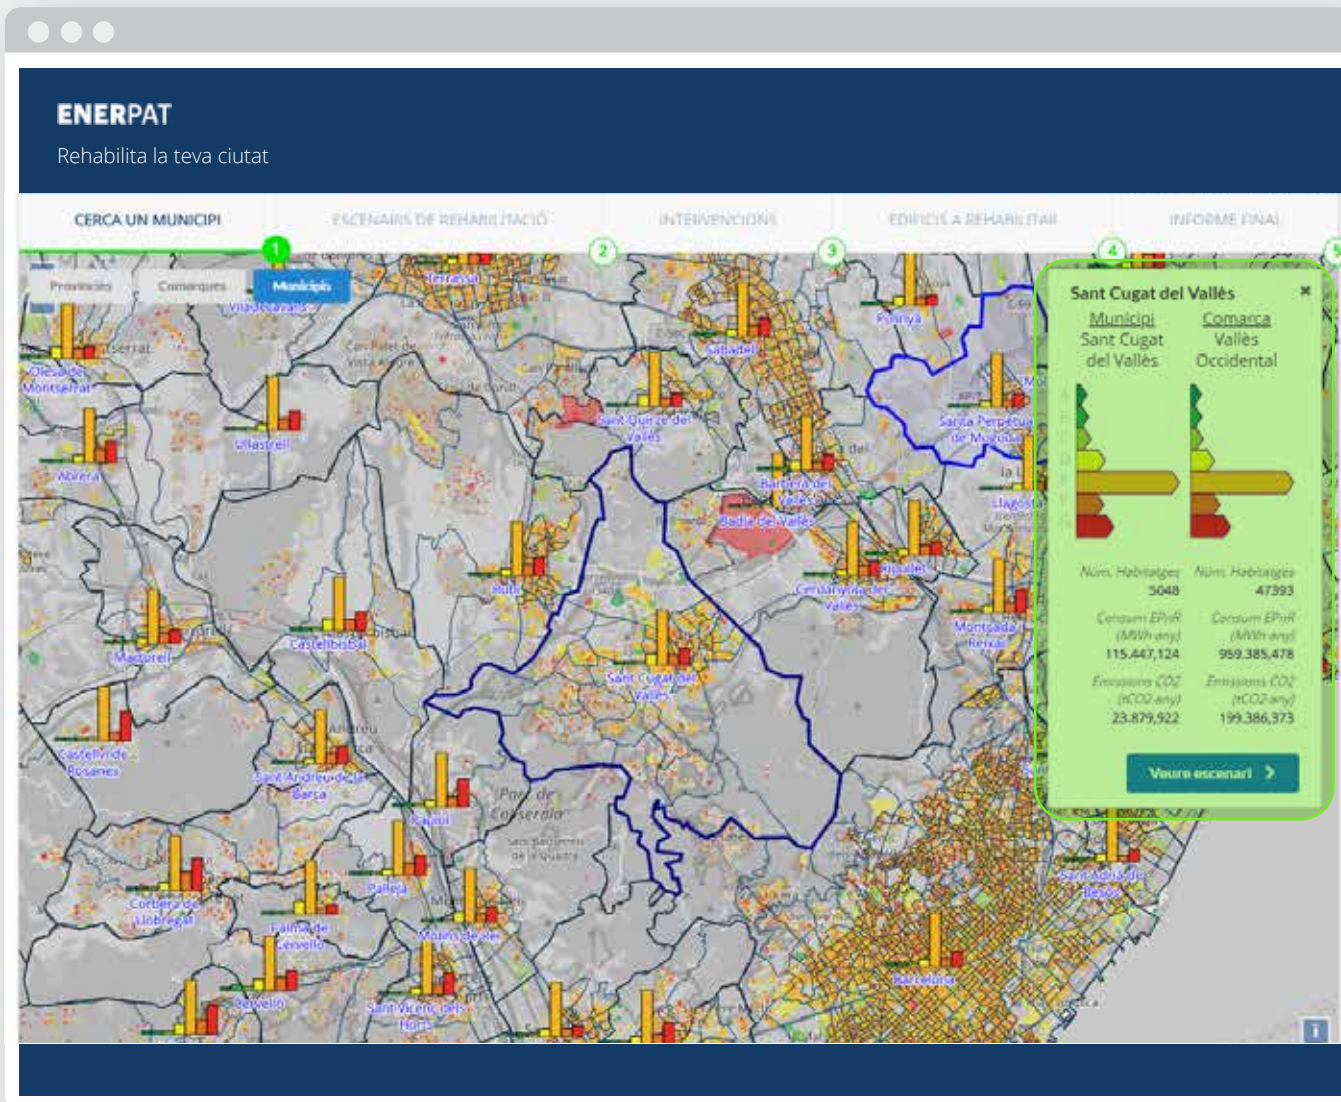 ENERPAT
Rehabilita la teva ciutat
CERCA UN MUNICIPI
ESCENARIS DE REHABILITACIÓ
INTERVENCIONS
EDIFICIS A REHABILITAR
INFORME FINAL
1
2
3
4
5
Províncies
Comarques
Municipis
Terrassa
Viladecavalls
Polinyà
Sabadell
Olesa de
Montserrat
Sant Quirze del
Vallès
Santa Perpètua
de Mogoda
Ullastrell
Abrera
Barberà del
Vallès
Badia del Vallès
Llagosta
Rubí
Ripollet
Cerdanyola del
Vallès
Martorell
Castellbisbal
Montcada i
Reixac
Sant Cugat del
Vallès
Castellví de
Rosanes
Sant Andreu de la
Barca
Papiol
Parc de
Collserola
Pallejà
Corbera de
Llobregat
Palma de
Cervelló
Molins de Rei
Sant Adrià de
Besòs
Barcelona
Cervelló
Sant Vicenç dels
Horts
Sant Cugat del Vallès
Municipi
Sant Cugat
del Vallès
Comarca
Vallès
Occidental
Núm. Habitatges
5048
Consum EPnR
(MWh·any)
115.447,124
Emissions CO2
(tCO2·any)
23.879,922
Núm. Habitatges
47393
Consum EPnR
(MWh·any)
959.385,478
Emissions CO2
(tCO2·any)
199.386,373
Veure escenari
i